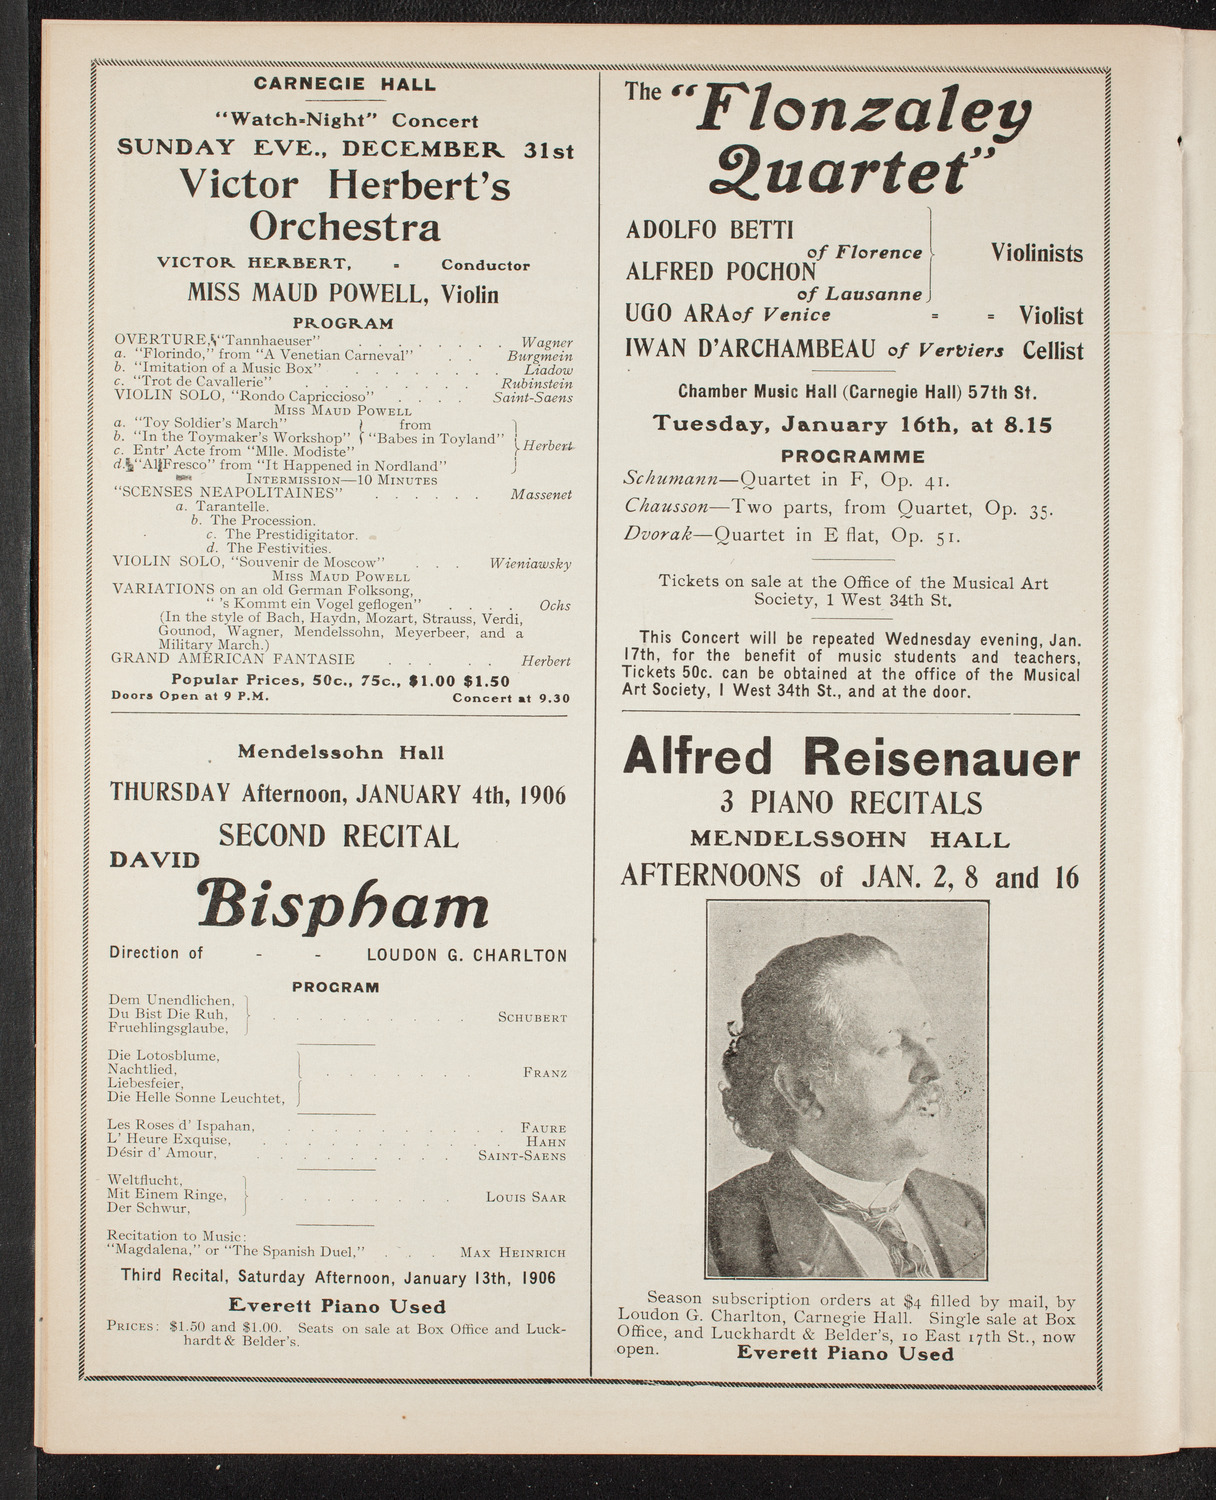 CARNEGIE HALL
"Watch-Night" Concert
SUNDAY EVE., DECEMBER 31st
Victor Herbert's
Orchestra
VICTOR HERBERT, - Conductor
MISS MAUD POWELL, Violin
PROGRAM
OVERTURE, "Tannhaeuser" . . . . . . . Wagner
a. "Florindo," from "A Venetian Carneval" . . Burgmein
b. "Imitation of a Music Box" . . . . . . . Liadow
c. "Trot de Cavallerie" . . . . . . . . . Rubinstein
VIOLIN SOLO, "Rondo Capriccioso" . . . . Saint-Saens
MISS MAUD POWELL
a. "Toy Soldier's March" } from
b. "In the Toymaker's Workshop" { "Babes in Toyland"
c. Entr' Acte from "Mlle. Modiste" Herbert
d. "Al Fresco" from "It Happened in Nordland"
INTERMISSION—10 MINUTES
"SCENSES NEAPOLITAINES" . . . . . . Massenet
a. Tarantelle.
b. The Procession.
c. The Prestidigitator.
d. The Festivities.
VIOLIN SOLO, "Souvenir de Moscow" . . . Wieniawsky
MISS MAUD POWELL
VARIATIONS on an old German Folksong,
" 's Kommt ein Vogel geflogen" . . . . Ochs
(In the style of Bach, Haydn, Mozart, Strauss, Verdi,
Gounod, Wagner, Mendelssohn, Meyerbeer, and a
Military March.)
GRAND AMERICAN FANTASIE . . . . . Herbert
Popular Prices, 50c., 75c., $1.00 $1.50
Doors Open at 9 P.M. Concert at 9.30
Mendelssohn Hall
THURSDAY Afternoon, JANUARY 4th, 1906
SECOND RECITAL
DAVID
Bispham
Direction of - - LOUDON G. CHARLTON
PROGRAM
Dem Unendlichen,
Du Bist Die Ruh, . . . . . . . . . SCHUBERT
Fruehlingsglaube,
Die Lotosblume,
Nachtlied, . . . . . . . FRANZ
Liebesfeier,
Die Helle Sonne Leuchtet,
Les Roses d' Ispahan, . . . . . . . . . . FAURE
L' Heure Exquise, . . . . . . . . . . . HAHN
Désir d' Amour, . . . . . . . . SAINT-SAENS
Weltflucht,
Mit Einem Ringe, . . . . . . . . LOUIS SAAR
Der Schwur,
Recitation to Music:
"Magdalena," or "The Spanish Duel," . . . . MAX HEINRICH
Third Recital, Saturday Afternoon, January 13th, 1906
Everett Piano Used
PRICES: $1.50 and $1.00. Seats on sale at Box Office and Luck-
hardt & Belder's.
The "Flonzaley
Quartet"
ADOLFO BETTI
of Florence
ALFRED POCHON Violinists
of Lausanne
UGO ARA of Venice - - Violist
IWAN D'ARCHAMBEAU of Verviers Cellist
Chamber Music Hall (Carnegie Hall) 57th St.
Tuesday, January 16th, at 8.15
PROGRAMME
Schumann—Quartet in F, Op. 41.
Chausson—Two parts, from Quartet, Op. 35.
Dvorak—Quartet in E flat, Op. 51.
Tickets on sale at the Office of the Musical Art
Society, 1 West 34th St.
This Concert will be repeated Wednesday evening, Jan.
17th, for the benefit of music students and teachers,
Tickets 50c. can be obtained at the office of the Musical
Art Society, 1 West 34th St., and at the door.
Alfred Reisenauer
3 PIANO RECITALS
MENDELSSOHN HALL
AFTERNOONS of JAN. 2, 8 and 16
Season subscription orders at $4 filled by mail, by
Loudon G. Charlton, Carnegie Hall. Single sale at Box
Office, and Luckhardt & Belder's, 10 East 17th St., now
open. Everett Piano Used